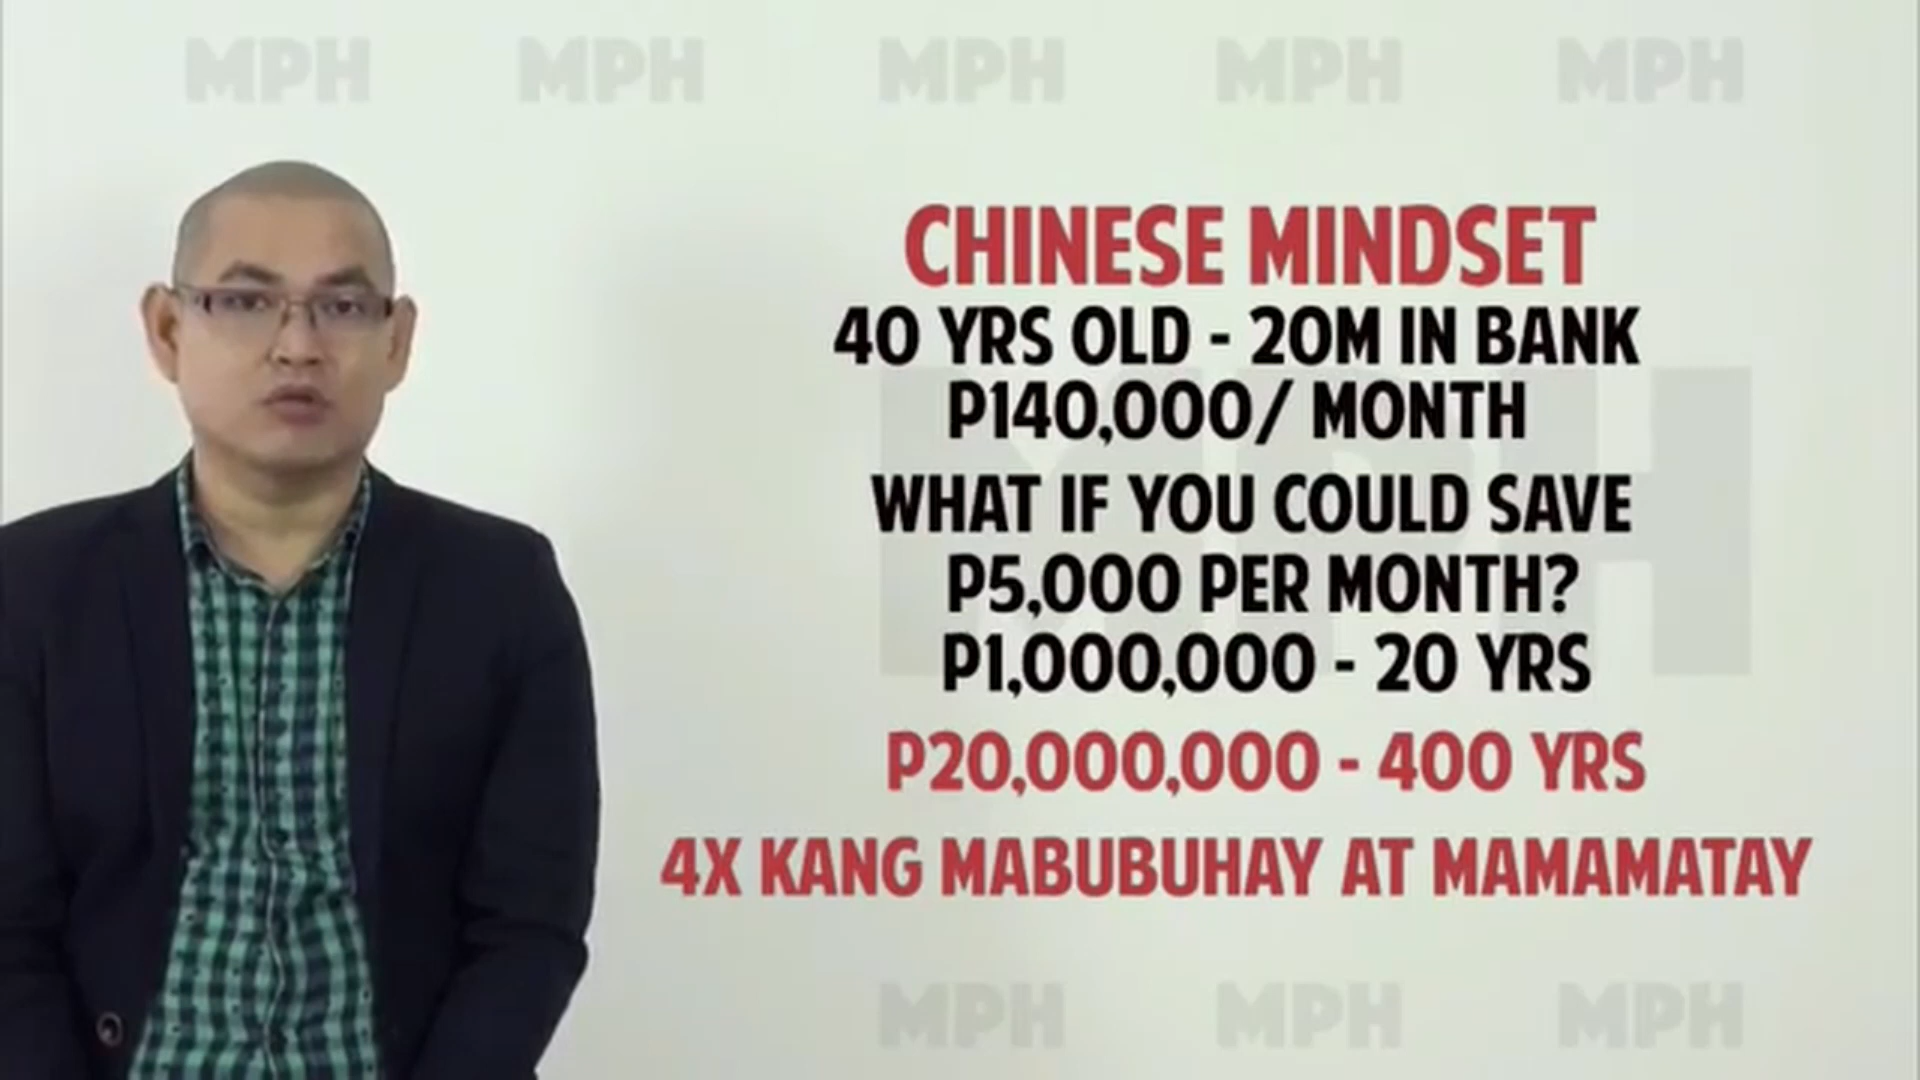 MPH MPH MPH MPH MPH
CHINESE MINDSET
40 YRS OLD - 20M IN BANK
P140,000/ MONTH
WHAT IF YOU COULD SAVE
P5,000 PER MONTH?
P1,000,000 - 20 YRS
P20,000,000 - 400 YRS
4X KANG MABUBUHAY AT MAMAMATAY
MPH
MPH MPH MPH